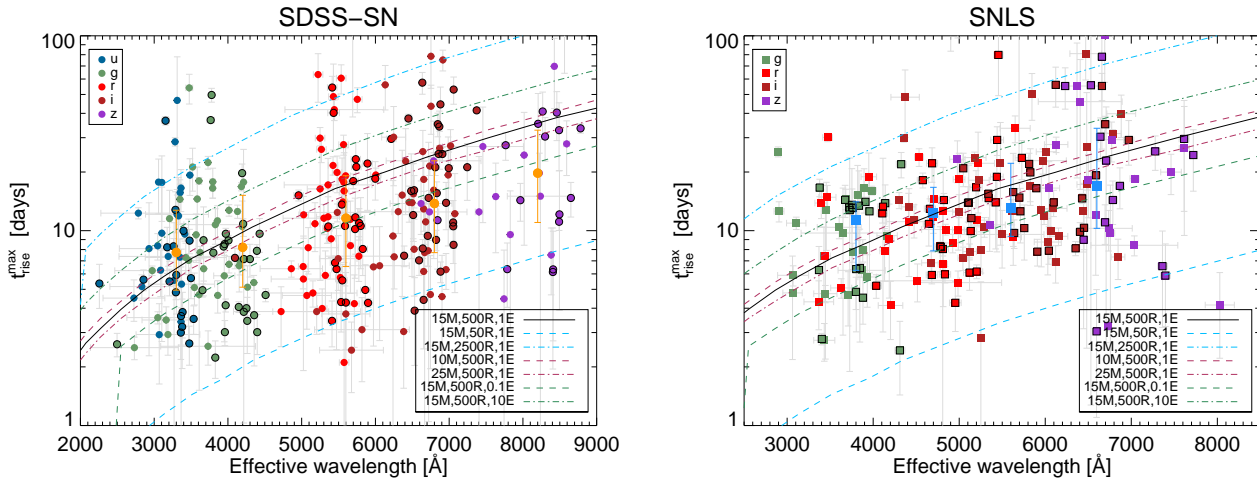 SDSS−SN
100
10
1
t_rise^max [days]
u
g
r
i
z
15M,500R,1E
15M,50R,1E
15M,2500R,1E
10M,500R,1E
25M,500R,1E
15M,500R,0.1E
15M,500R,10E
2000 3000 4000 5000 6000 7000 8000 9000
Effective wavelength [Å]
SNLS
100
10
1
t_rise^max [days]
g
r
i
z
15M,500R,1E
15M,50R,1E
15M,2500R,1E
10M,500R,1E
25M,500R,1E
15M,500R,0.1E
15M,500R,10E
3000 4000 5000 6000 7000 8000
Effective wavelength [Å]